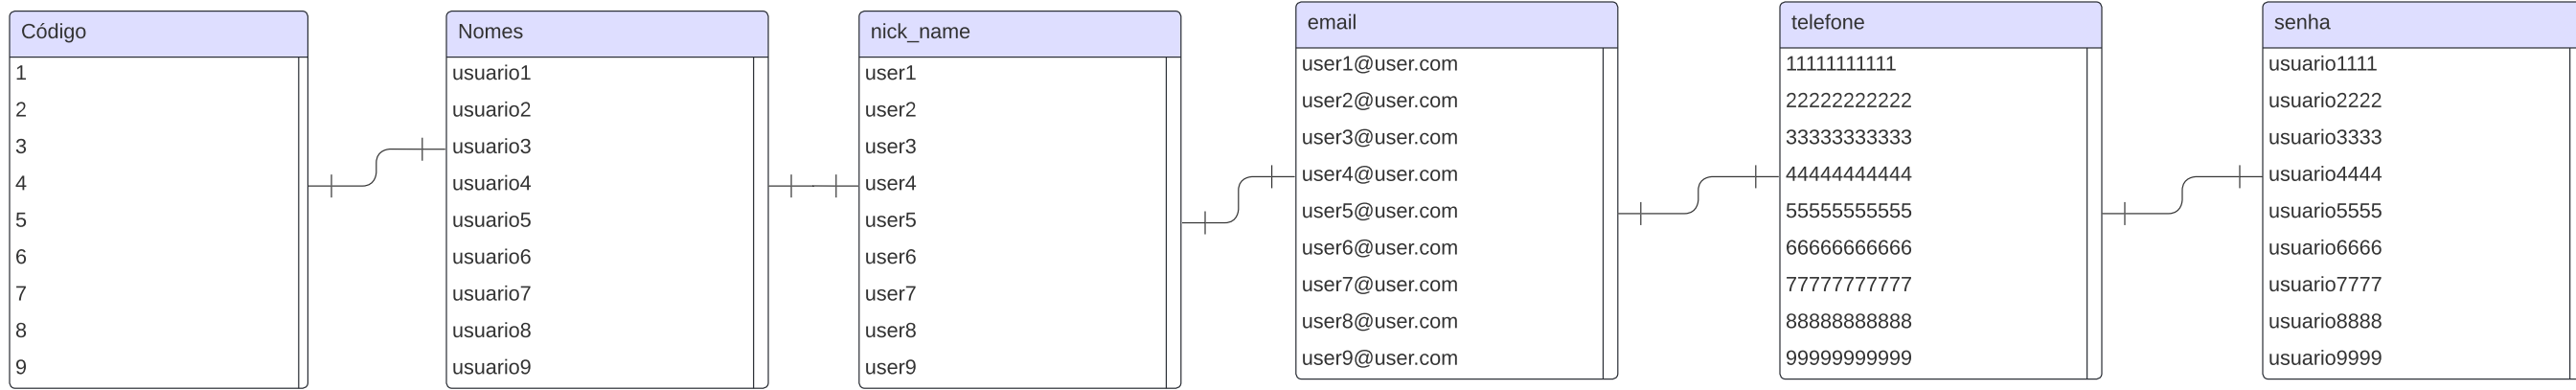 Código
1
2
3
4
5
6
7
8
9
Nomes
usuario1
usuario2
usuario3
usuario4
usuario5
usuario6
usuario7
usuario8
usuario9
nick_name
user1
user2
user3
user4
user5
user6
user7
user8
user9
email
user1@user.com
user2@user.com
user3@user.com
user4@user.com
user5@user.com
user6@user.com
user7@user.com
user8@user.com
user9@user.com
telefone
11111111111
22222222222
33333333333
44444444444
55555555555
66666666666
77777777777
88888888888
99999999999
senha
usuario1111
usuario2222
usuario3333
usuario4444
usuario5555
usuario6666
usuario7777
usuario8888
usuario9999